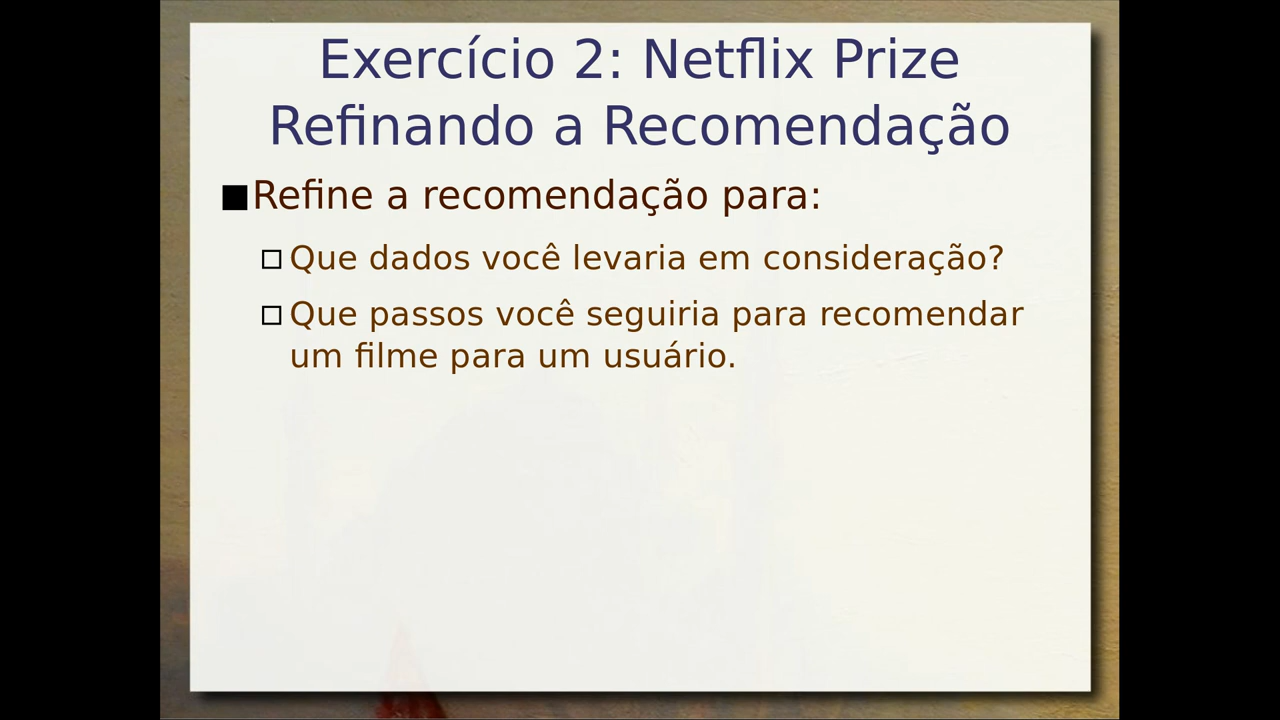 Exercício 2: Netflix Prize
Refinando a Recomendação
Refine a recomendação para:
Que dados você levaria em consideração?
Que passos você seguiria para recomendar
um filme para um usuário.